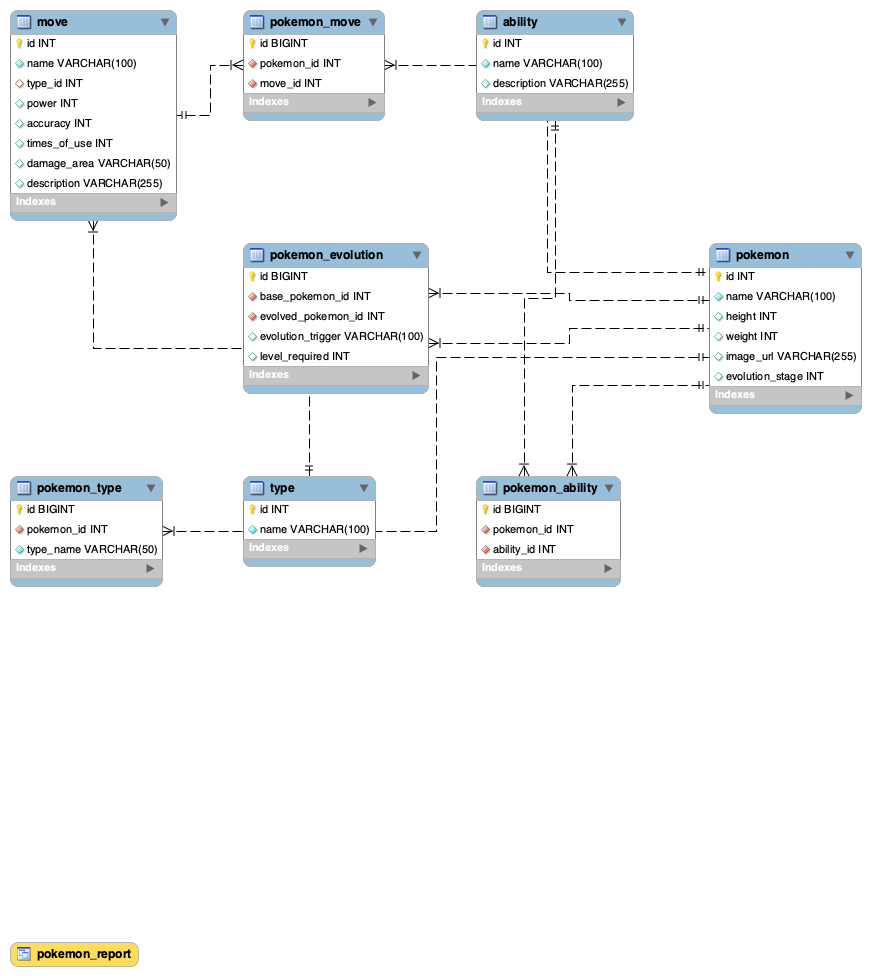 move
id INT
name VARCHAR(100)
type_id INT
power INT
accuracy INT
times_of_use INT
damage_area VARCHAR(50)
description VARCHAR(255)
Indexes
pokemon_move
id BIGINT
pokemon_id INT
move_id INT
Indexes
ability
id INT
name VARCHAR(100)
description VARCHAR(255)
Indexes
pokemon_evolution
id BIGINT
base_pokemon_id INT
evolved_pokemon_id INT
evolution_trigger VARCHAR(100)
level_required INT
Indexes
pokemon
id INT
name VARCHAR(100)
height INT
weight INT
image_url VARCHAR(255)
evolution_stage INT
Indexes
pokemon_type
id BIGINT
pokemon_id INT
type_name VARCHAR(50)
Indexes
type
id INT
name VARCHAR(100)
Indexes
pokemon_ability
id BIGINT
pokemon_id INT
ability_id INT
Indexes
pokemon_report